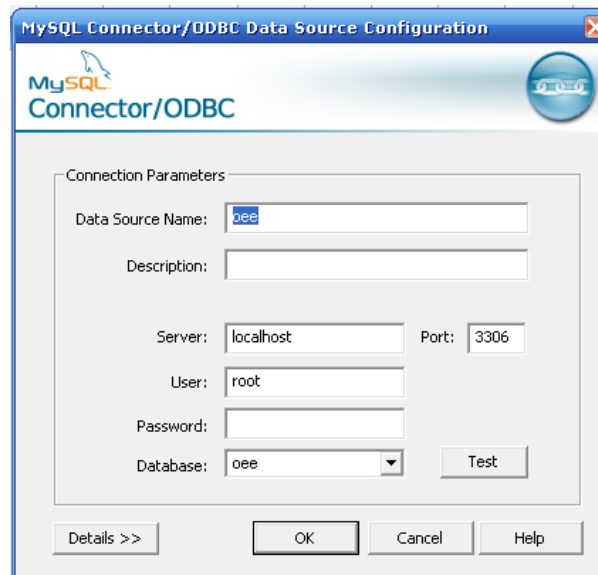 MySQL Connector/ODBC Data Source Configuration
MySQL
Connector/ODBC
Connection Parameters
Data Source Name: oee
Description:
Server: localhost Port: 3306
User: root
Password:
Database: oee Test
Details >> OK Cancel Help